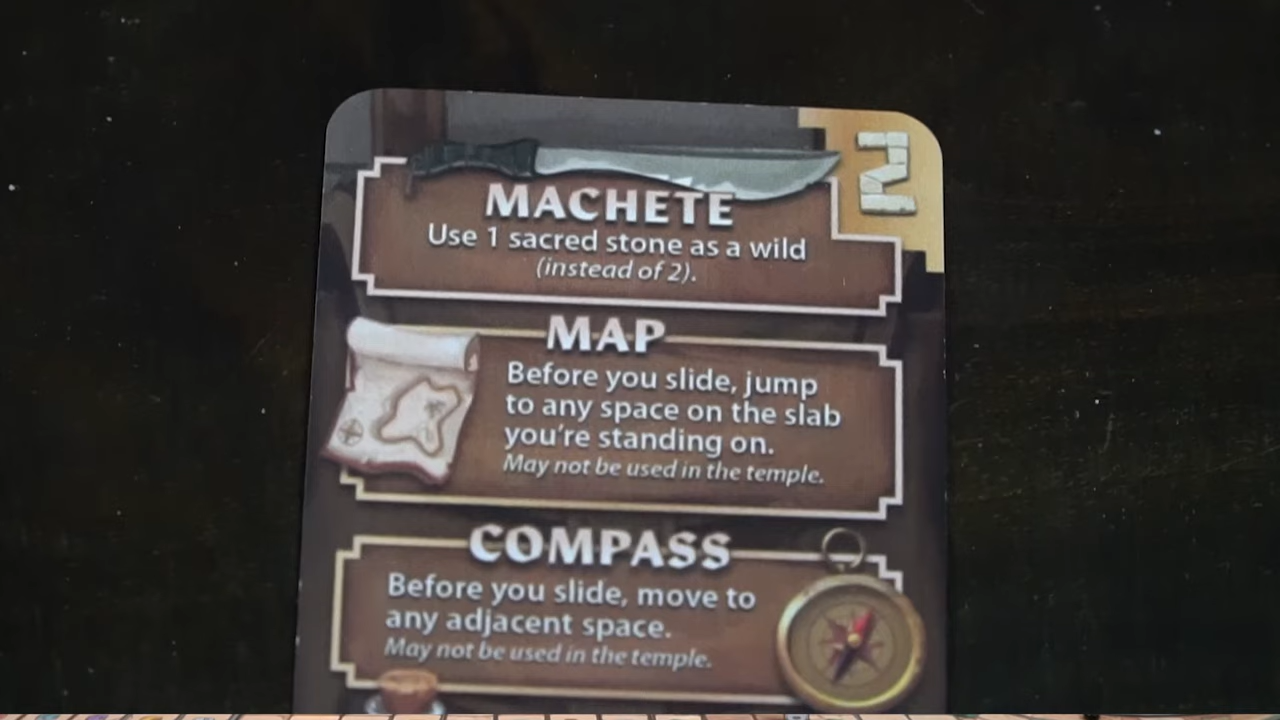 2
MACHETE
Use 1 sacred stone as a wild
(instead of 2).
MAP
Before you slide, jump
to any space on the slab
you're standing on.
May not be used in the temple.
COMPASS
Before you slide, move to
any adjacent space.
May not be used in the temple.